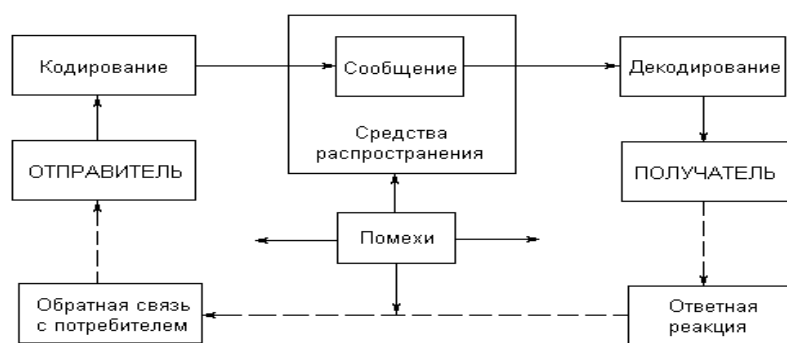 Кодирование
Сообщение
Декодирование
Средства
распространения
ОТПРАВИТЕЛЬ
ПОЛУЧАТЕЛЬ
Помехи
Обратная связь
с потребителем
Ответная
реакция